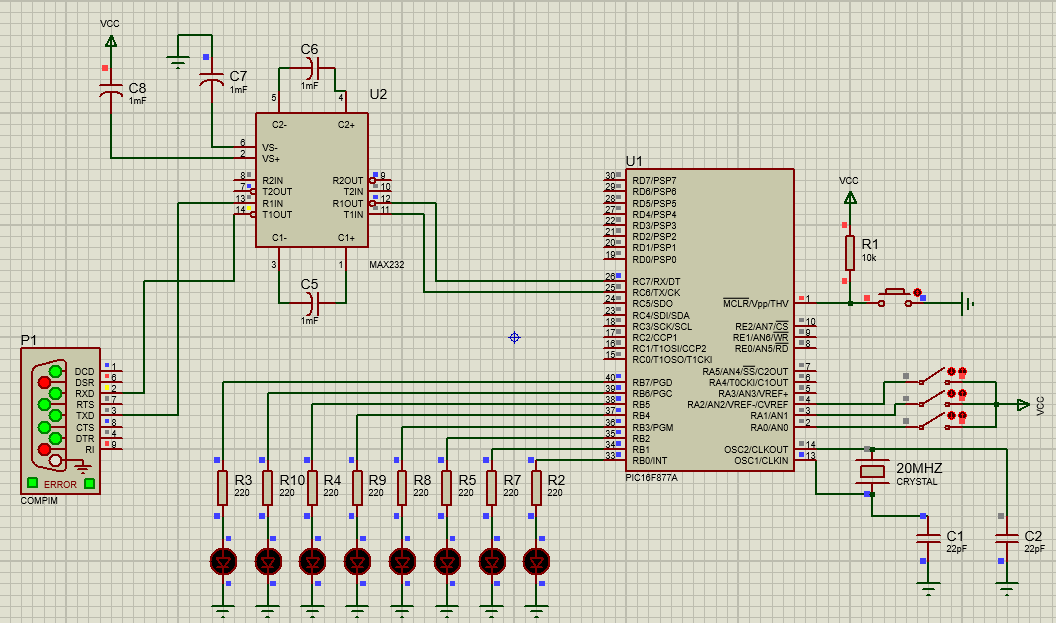 VCC
C8
1mF
C7
1mF
C6
1mF
U2
5
4
C2-
C2+
6
VS-
2
VS+
8
R2IN
R2OUT
9
7
T2OUT
T2IN
10
13
R1IN
R1OUT
12
14
T1OUT
T1IN
11
C1-
C1+
3
1
MAX232
C5
1mF
P1
DCD
1
DSR
6
RXD
2
RTS
7
TXD
3
CTS
8
DTR
4
RI
9
ERROR
COMPIM
U1
30
RD7/PSP7
29
RD6/PSP6
28
RD5/PSP5
27
RD4/PSP4
22
RD3/PSP3
21
RD2/PSP2
20
RD1/PSP1
19
RD0/PSP0
26
RC7/RX/DT
25
RC6/TX/CK
24
RC5/SDO
23
RC4/SDI/SDA
18
RC3/SCK/SCL
17
RC2/CCP1
16
RC1/T1OSI/CCP2
15
RC0/T1OSO/T1CKI
40
RB7/PGD
39
RB6/PGC
38
RB5
37
RB4
36
RB3/PGM
35
RB2
34
RB1
33
RB0/INT
MCLR/Vpp/THV
1
RE2/AN7/CS
10
RE1/AN6/WR
9
RE0/AN5/RD
8
RA5/AN4/SS/C2OUT
7
RA4/T0CKI/C1OUT
6
RA3/AN3/VREF+
5
RA2/AN2/VREF-/CVREF
4
RA1/AN1
3
RA0/AN0
2
OSC2/CLKOUT
14
OSC1/CLKIN
13
PIC16F877A
VCC
R1
10k
VCC
20MHZ
CRYSTAL
C1
22pF
C2
22pF
R3
220
R10
220
R4
220
R9
220
R8
220
R5
220
R7
220
R2
220